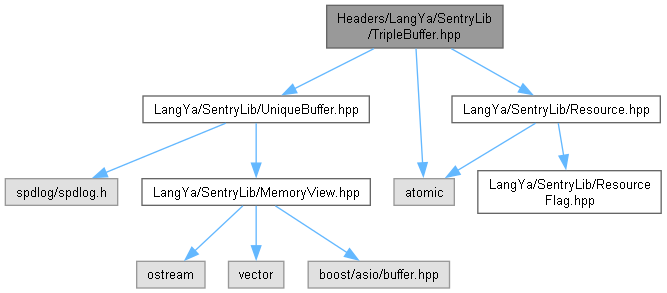 Headers/LangYa/SentryLib
/TripleBuffer.hpp
LangYa/SentryLib/UniqueBuffer.hpp
LangYa/SentryLib/Resource.hpp
spdlog/spdlog.h
LangYa/SentryLib/MemoryView.hpp
atomic
LangYa/SentryLib/Resource
Flag.hpp
ostream
vector
boost/asio/buffer.hpp